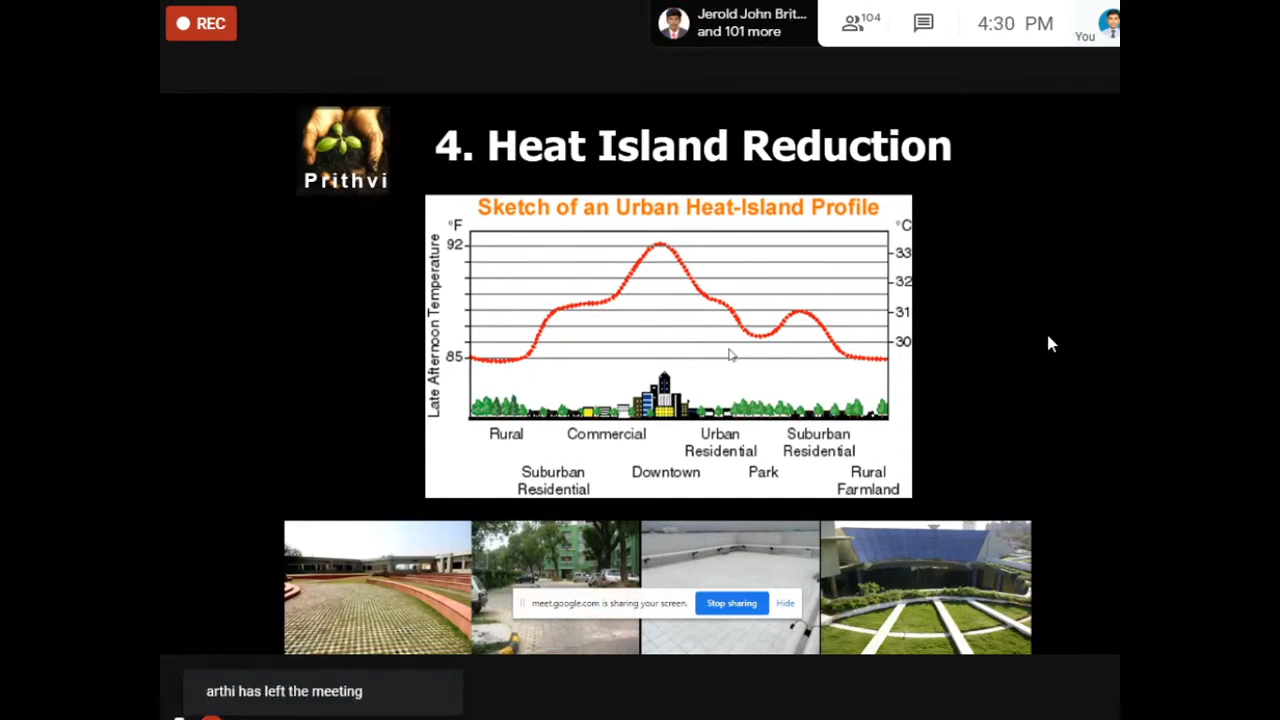 REC
Jerold John Brit...
and 101 more
104
4:30 PM
You
Prithvi
4. Heat Island Reduction
Sketch of an Urban Heat-Island Profile
°F
°C
92
85
33
32
31
30
Late Afternoon Temperature
Rural
Commercial
Urban
Residential
Suburban
Residential
Suburban
Residential
Downtown
Park
Rural
Farmland
meet.google.com is sharing your screen.
Stop sharing
Hide
arthi has left the meeting